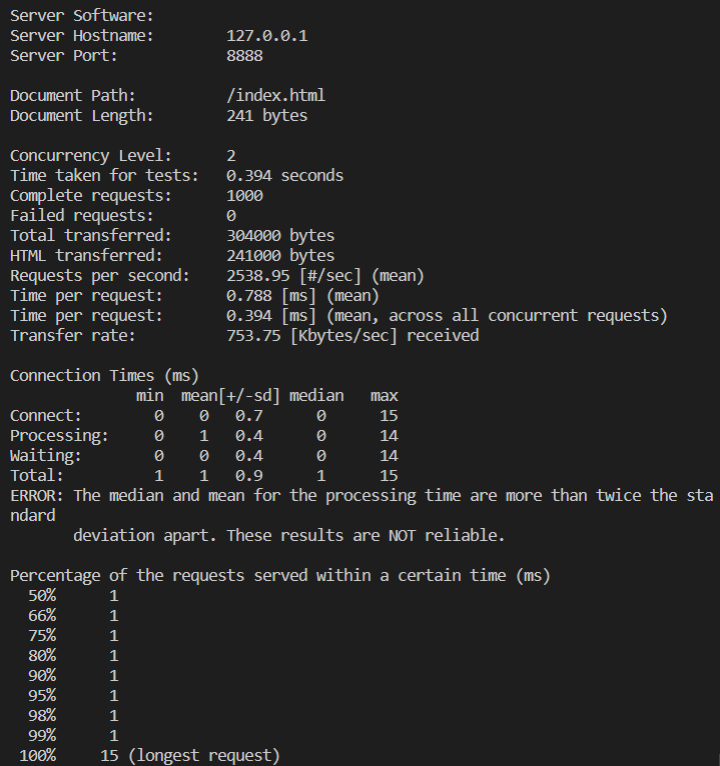 Server Software:
Server Hostname:        127.0.0.1
Server Port:            8888

Document Path:          /index.html
Document Length:        241 bytes

Concurrency Level:      2
Time taken for tests:   0.394 seconds
Complete requests:      1000
Failed requests:        0
Total transferred:      304000 bytes
HTML transferred:       241000 bytes
Requests per second:    2538.95 [#/sec] (mean)
Time per request:       0.788 [ms] (mean)
Time per request:       0.394 [ms] (mean, across all concurrent requests)
Transfer rate:          753.75 [Kbytes/sec] received

Connection Times (ms)
              min  mean[+/-sd] median   max
Connect:        0    0   0.7      0      15
Processing:     0    1   0.4      0      14
Waiting:        0    0   0.4      0      14
Total:          1    1   0.9      1      15
ERROR: The median and mean for the processing time are more than twice the sta
ndard
       deviation apart. These results are NOT reliable.

Percentage of the requests served within a certain time (ms)
  50%      1
  66%      1
  75%      1
  80%      1
  90%      1
  95%      1
  98%      1
  99%      1
 100%     15 (longest request)